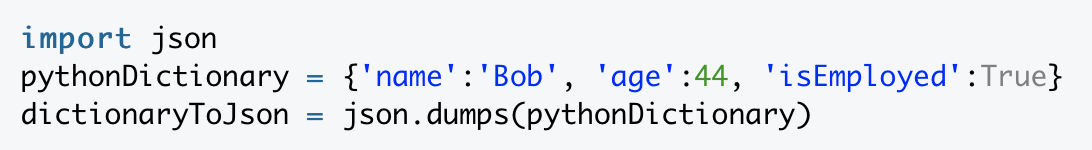 import json
pythonDictionary = {'name':'Bob', 'age':44, 'isEmployed':True}
dictionaryToJson = json.dumps(pythonDictionary)